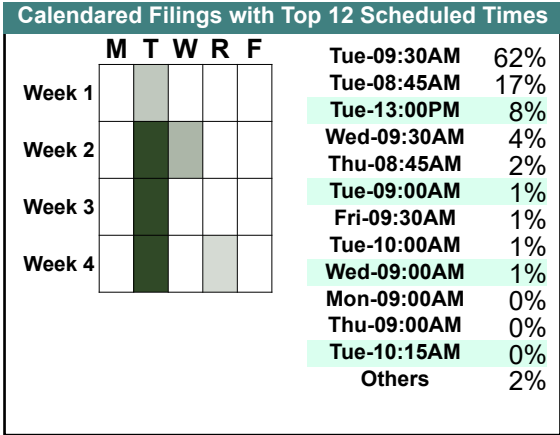 Calendared Filings with Top 12 Scheduled Times
M T W R F
Week 1
Week 2
Week 3
Week 4
Tue-09:30AM 62%
Tue-08:45AM 17%
Tue-13:00PM 8%
Wed-09:30AM 4%
Thu-08:45AM 2%
Tue-09:00AM 1%
Fri-09:30AM 1%
Tue-10:00AM 1%
Wed-09:00AM 1%
Mon-09:00AM 0%
Thu-09:00AM 0%
Tue-10:15AM 0%
Others 2%